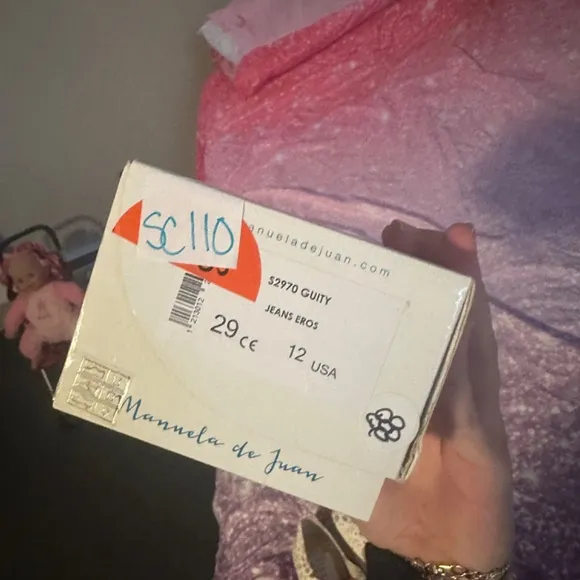 SC110
anueladejuan.com
S2970 GUITY
JEANS EROS
29 CE
12 USA
Manuela de Juan